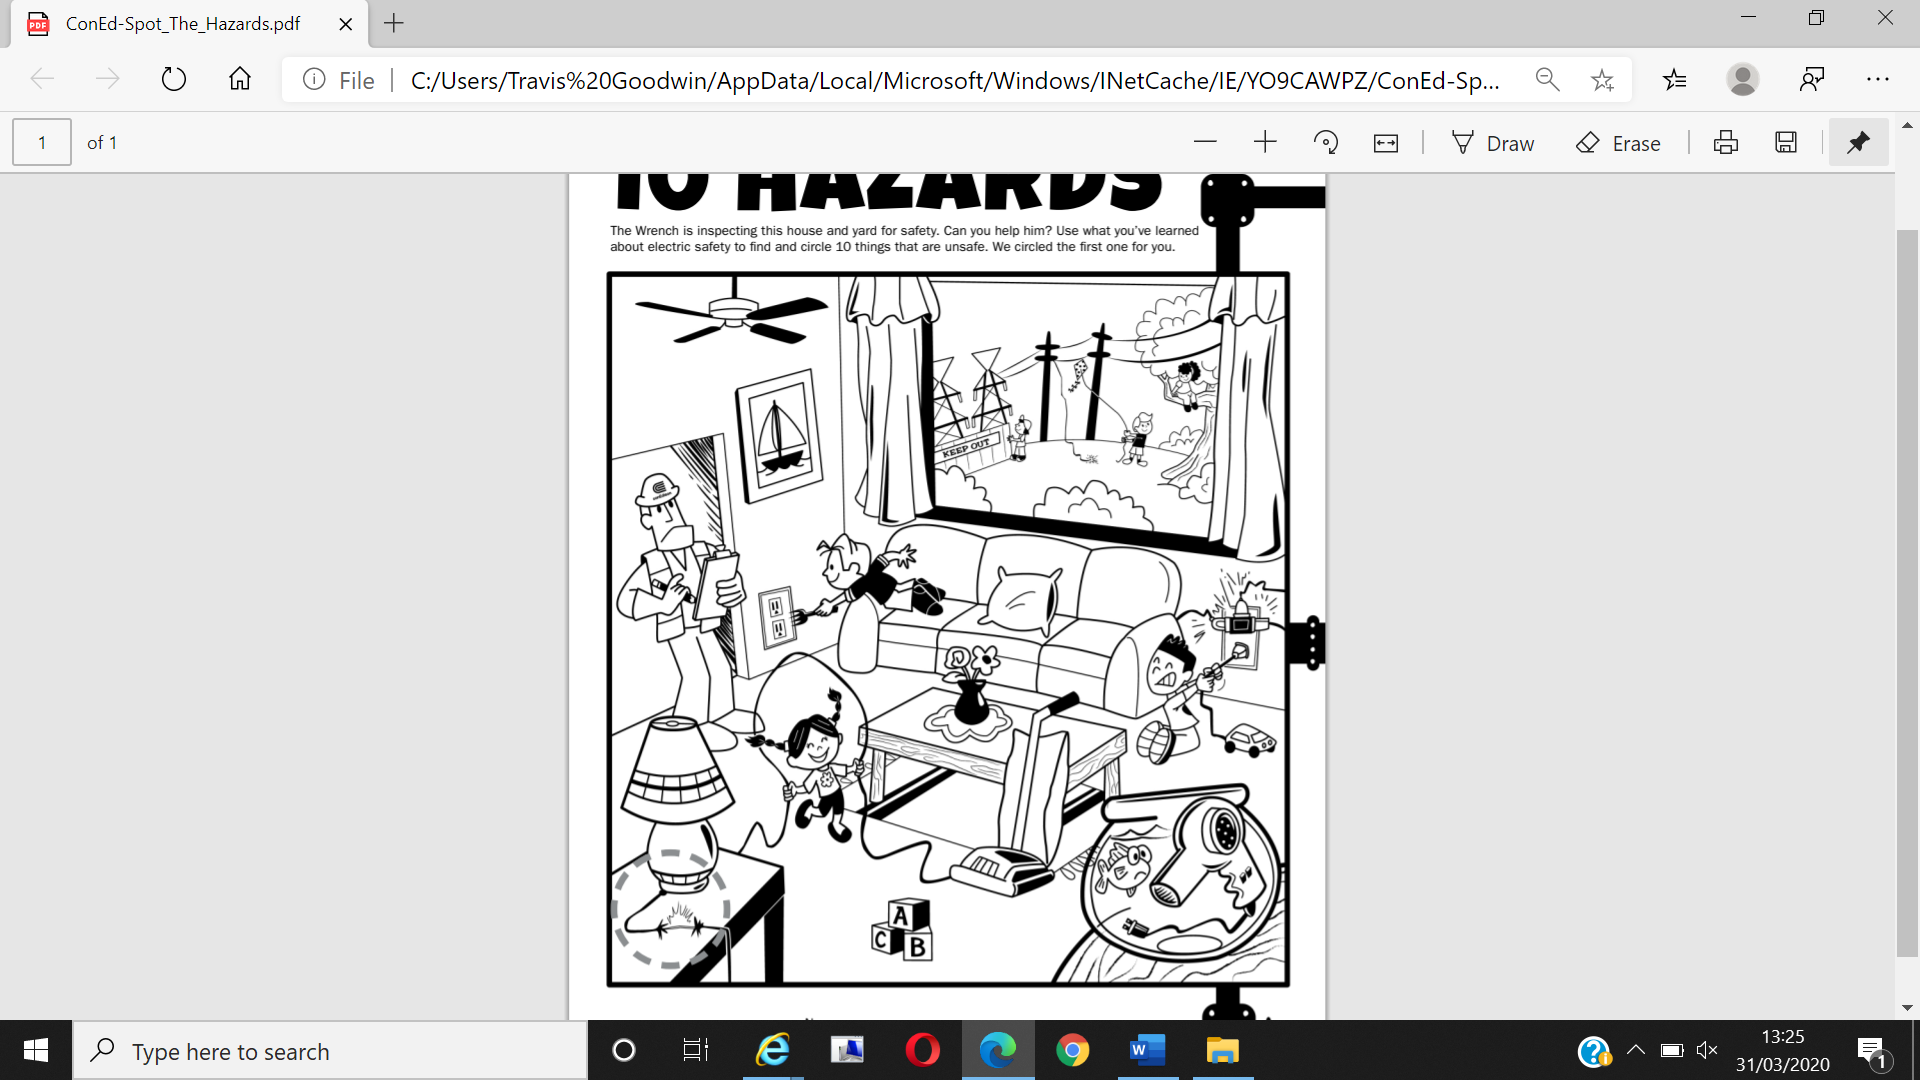 ConEd-Spot_The_Hazards.pdf
File
C:/Users/Travis%20Goodwin/AppData/Local/Microsoft/Windows/INetCache/IE/YO9CAWPZ/ConEd-Sp...
1
of 1
Draw
Erase
10 HAZARDS
The Wrench is inspecting this house and yard for safety. Can you help him? Use what you've learned
about electric safety to find and circle 10 things that are unsafe. We circled the first one for you.
KEEP OUT
A
C
B
Type here to search
13:25
31/03/2020
1